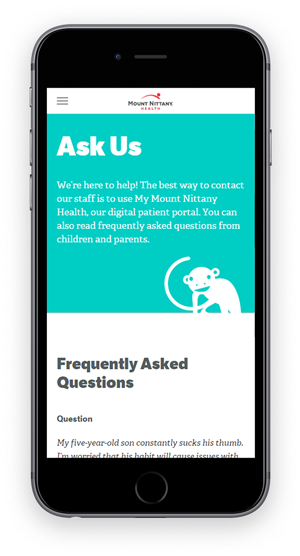 MOUNT NITTANY
HEALTH
Ask Us
We're here to help! The best way to contact
our staff is to use My Mount Nittany
Health, our digital patient portal. You can
also read frequently asked questions from
children and parents.
Frequently Asked
Questions
Question
My five-year-old son constantly sucks his thumb.
I'm worried that his habit will cause issues with